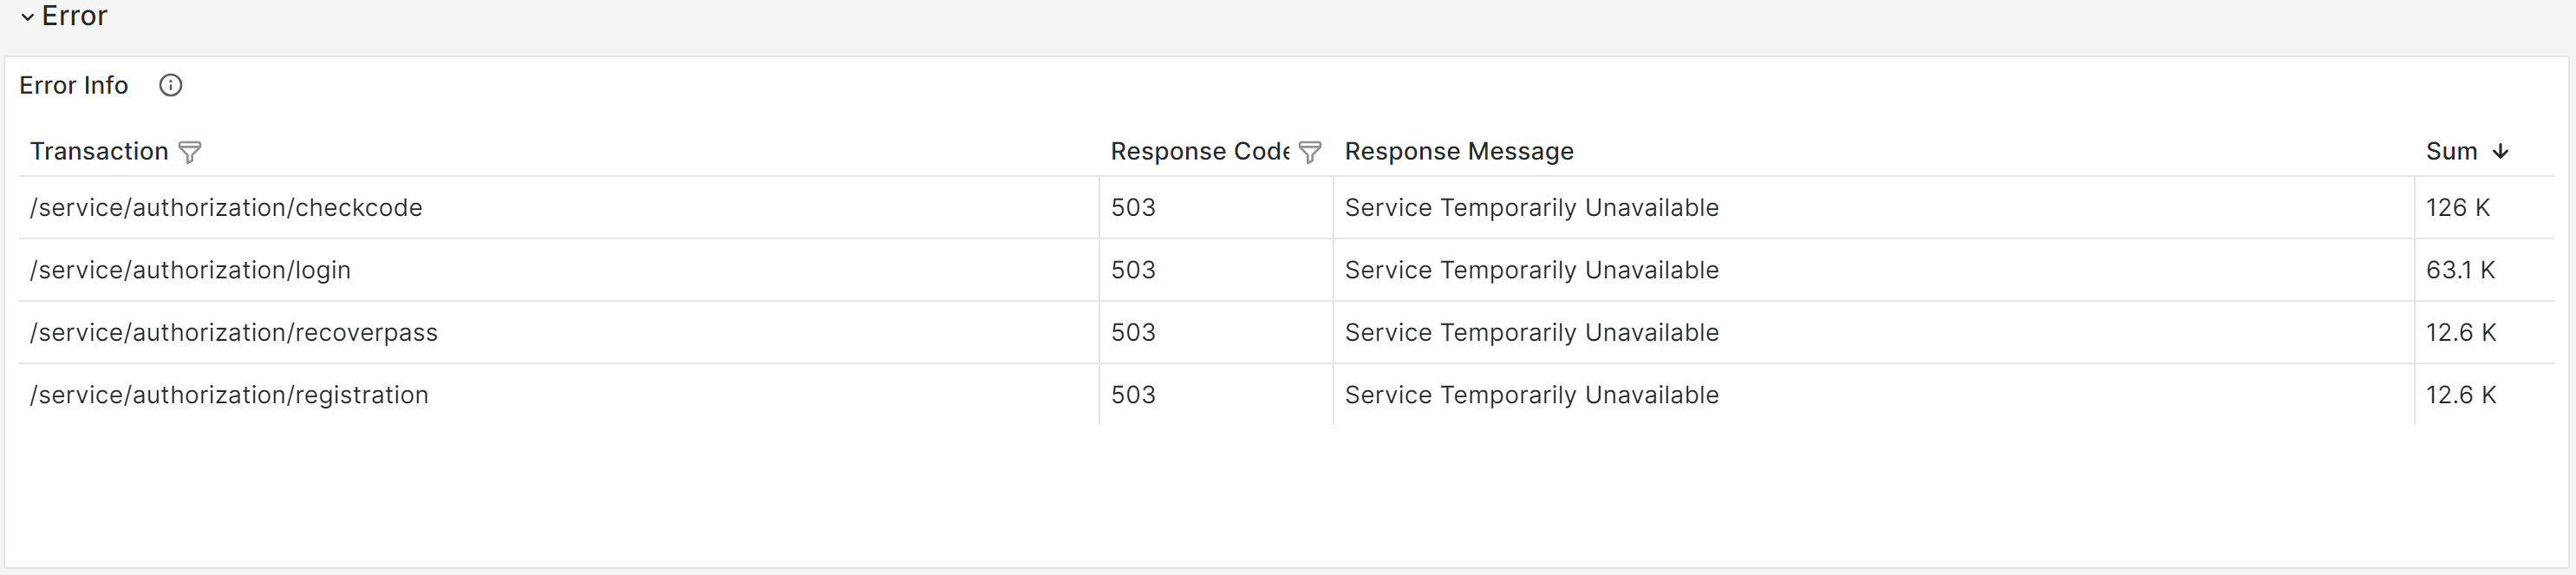 Error
Error Info
Transaction Response Code Response Message Sum
/service/authorization/checkcode 503 Service Temporarily Unavailable 126 K
/service/authorization/login 503 Service Temporarily Unavailable 63.1 K
/service/authorization/recoverpass 503 Service Temporarily Unavailable 12.6 K
/service/authorization/registration 503 Service Temporarily Unavailable 12.6 K